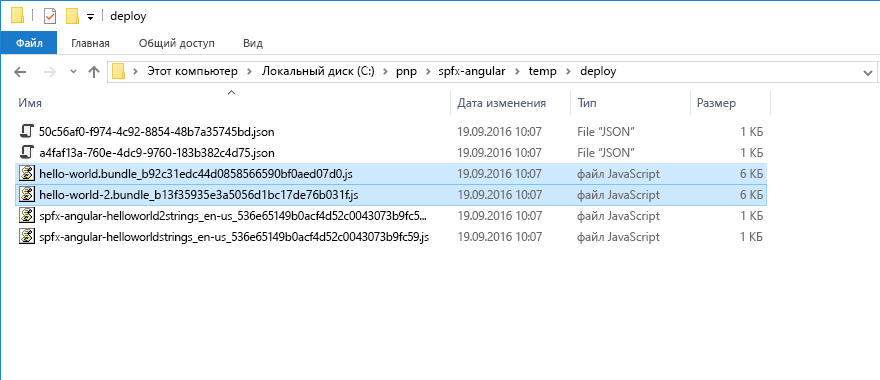 deploy
Файл Главная Общий доступ Вид
Этот компьютер Локальный диск (C:) pnp spfx-angular temp deploy
Имя Дата изменения Тип Размер
50c56af0-f974-4c92-8854-48b7a35745bd.json 19.09.2016 10:07 File "JSON" 1 КБ
a4faf13a-760e-4dc9-9760-183b382c4d75.json 19.09.2016 10:07 File "JSON" 1 КБ
hello-world.bundle_b92c31edc44d0858566590bf0aed07d0.js 19.09.2016 10:07 файл JavaScript 6 КБ
hello-world-2.bundle_b13f35935e3a5056d1bc17de76b031f.js 19.09.2016 10:07 файл JavaScript 6 КБ
spfx-angular-helloworld2strings_en-us_536e65149b0acf4d52c0043073b9fc5... 19.09.2016 10:07 файл JavaScript 1 КБ
spfx-angular-helloworldstrings_en-us_536e65149b0acf4d52c0043073b9fc59.js 19.09.2016 10:07 файл JavaScript 1 КБ